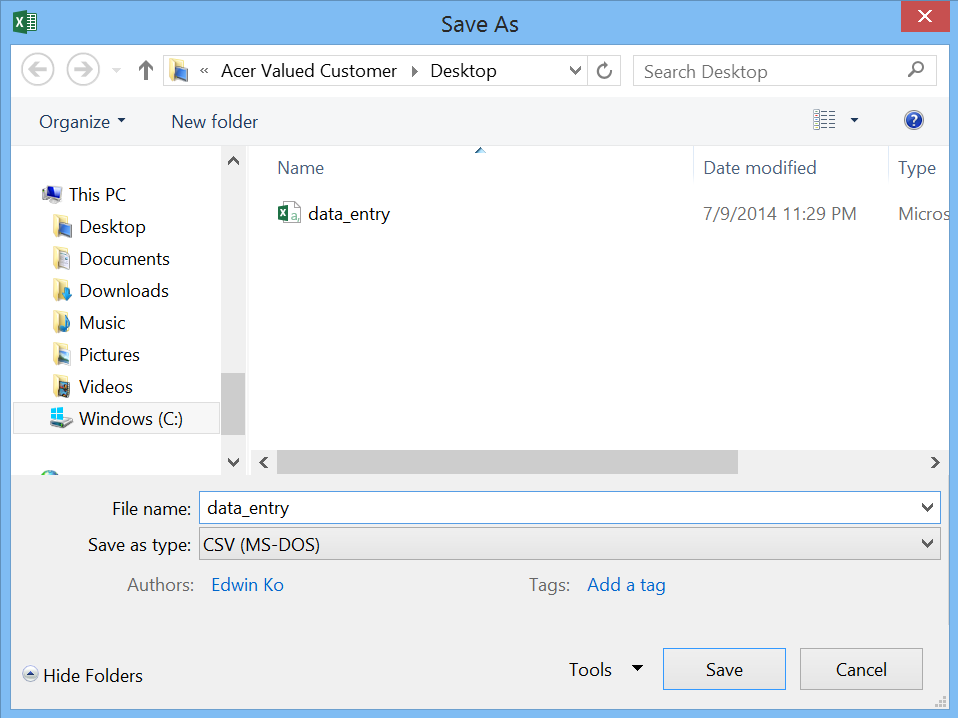 Save As
« Acer Valued Customer Desktop
Search Desktop
Organize
New folder
Name
Date modified
Type
This PC
Desktop
Documents
Downloads
Music
Pictures
Videos
Windows (C:)
data_entry
7/9/2014 11:29 PM
Micros
File name: data_entry
Save as type: CSV (MS-DOS)
Authors: Edwin Ko
Tags: Add a tag
Hide Folders
Tools
Save
Cancel